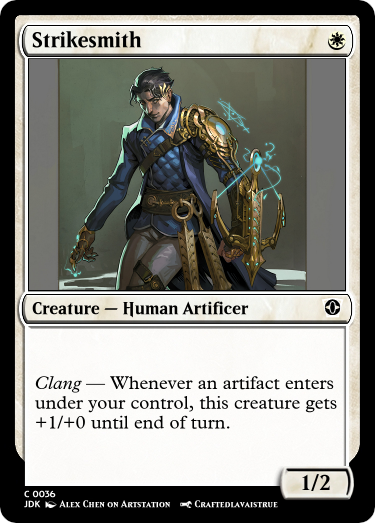 Strikesmith
Creature — Human Artificer
Clang — Whenever an artifact enters
under your control, this creature gets
+1/+0 until end of turn.
1/2
C 0036
JDK Alex Chen on Artstation Craftedlavaistrue